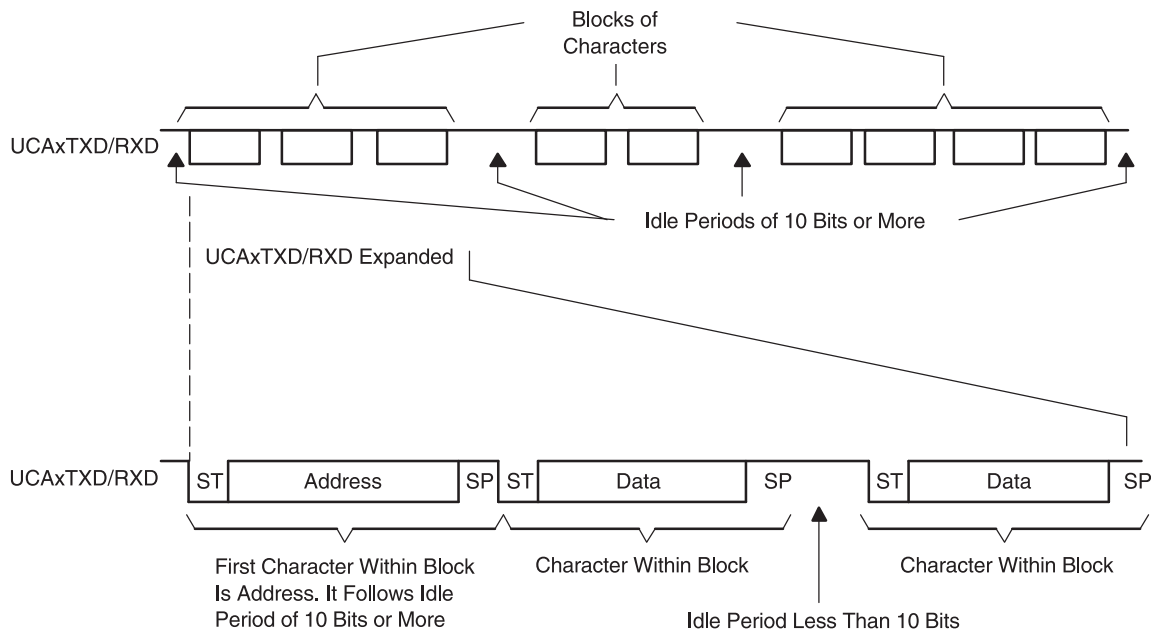 Blocks of
Characters
UCAxTXD/RXD
Idle Periods of 10 Bits or More
UCAxTXD/RXD Expanded
UCAxTXD/RXD
ST
Address
SP
ST
Data
SP
ST
Data
SP
First Character Within Block
Is Address. It Follows Idle
Period of 10 Bits or More
Character Within Block
Character Within Block
Idle Period Less Than 10 Bits